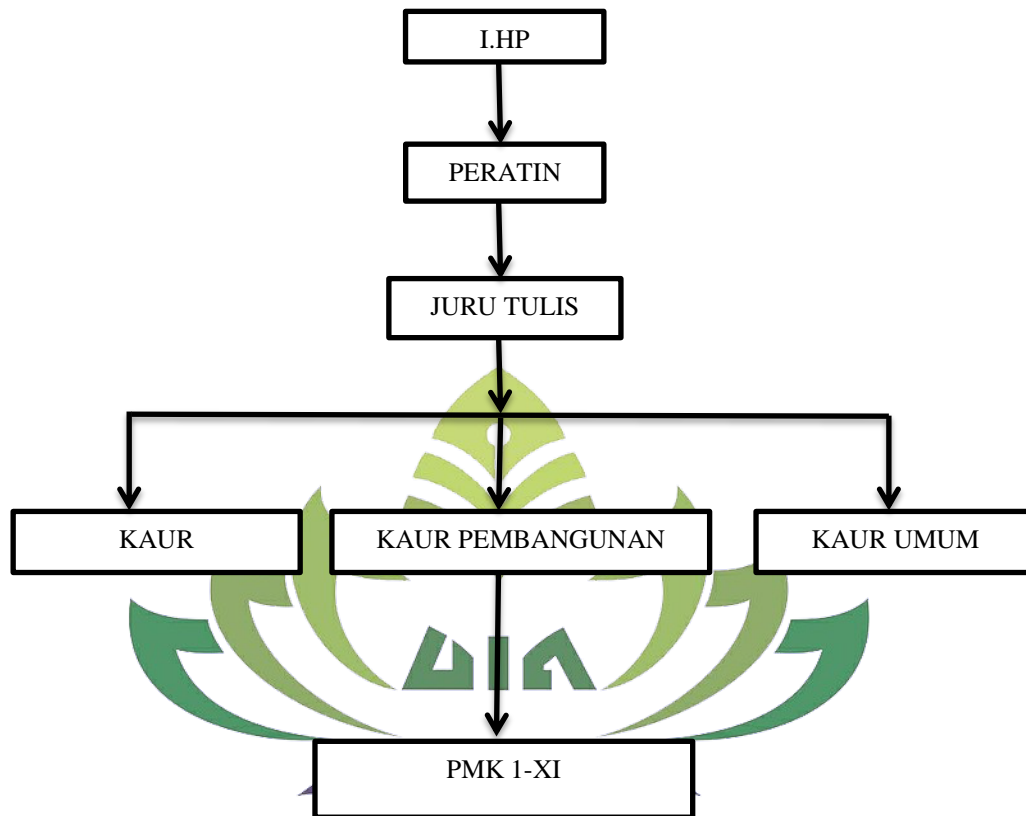 I.HP
PERATIN
JURU TULIS
KAUR
KAUR PEMBANGUNAN
KAUR UMUM
PMK 1-XI